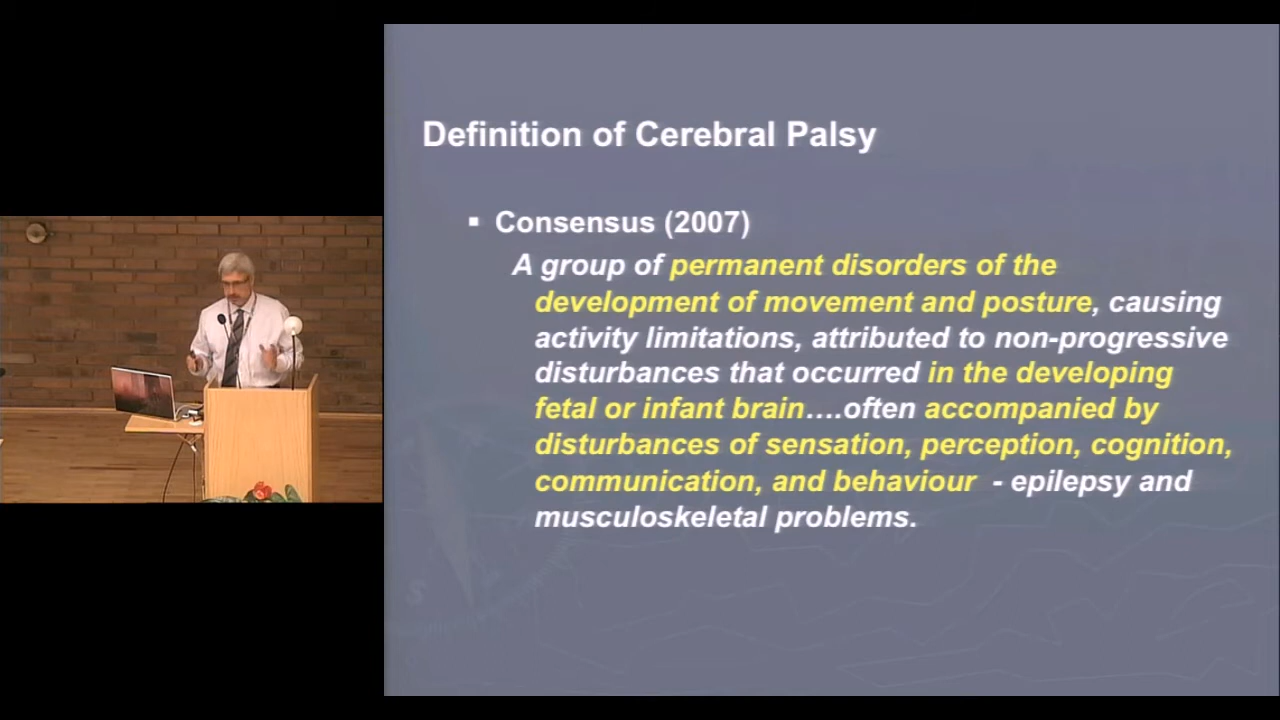 Definition of Cerebral Palsy
▪ Consensus (2007)
A group of permanent disorders of the
development of movement and posture, causing
activity limitations, attributed to non-progressive
disturbances that occurred in the developing
fetal or infant brain….often accompanied by
disturbances of sensation, perception, cognition,
communication, and behaviour - epilepsy and
musculoskeletal problems.